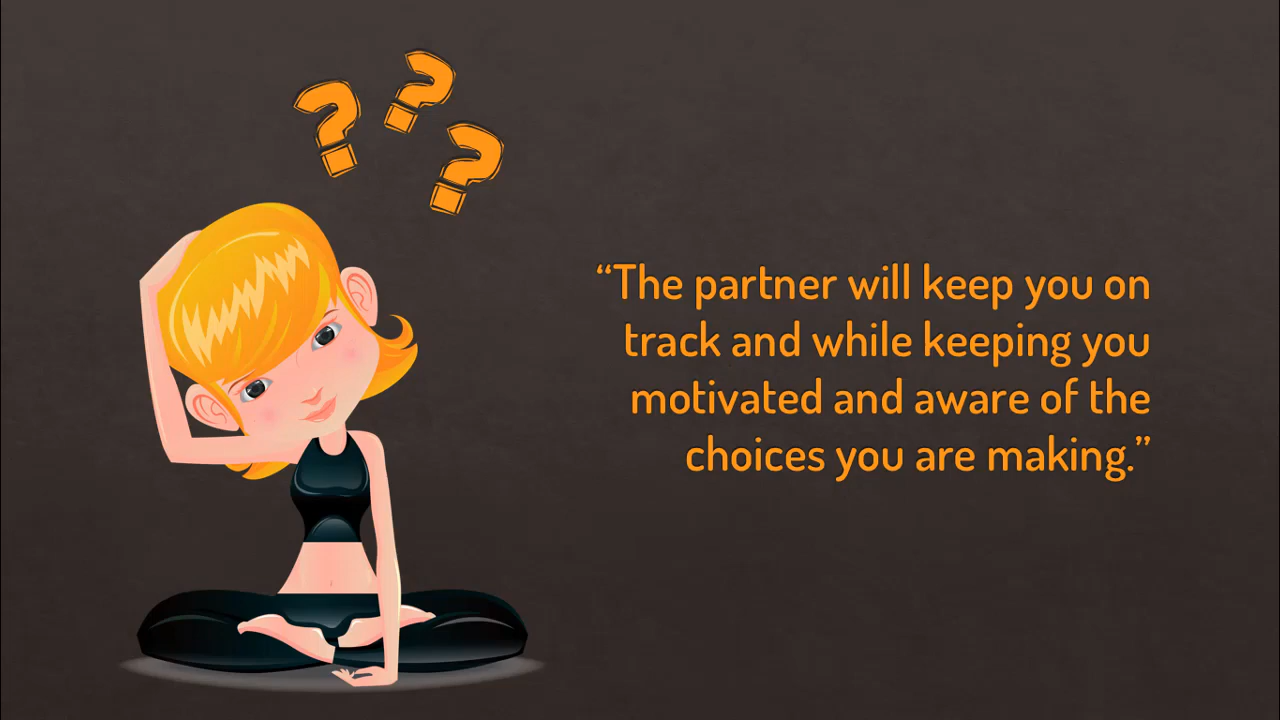 ?
?
?
“The partner will keep you on
track and while keeping you
motivated and aware of the
choices you are making.”